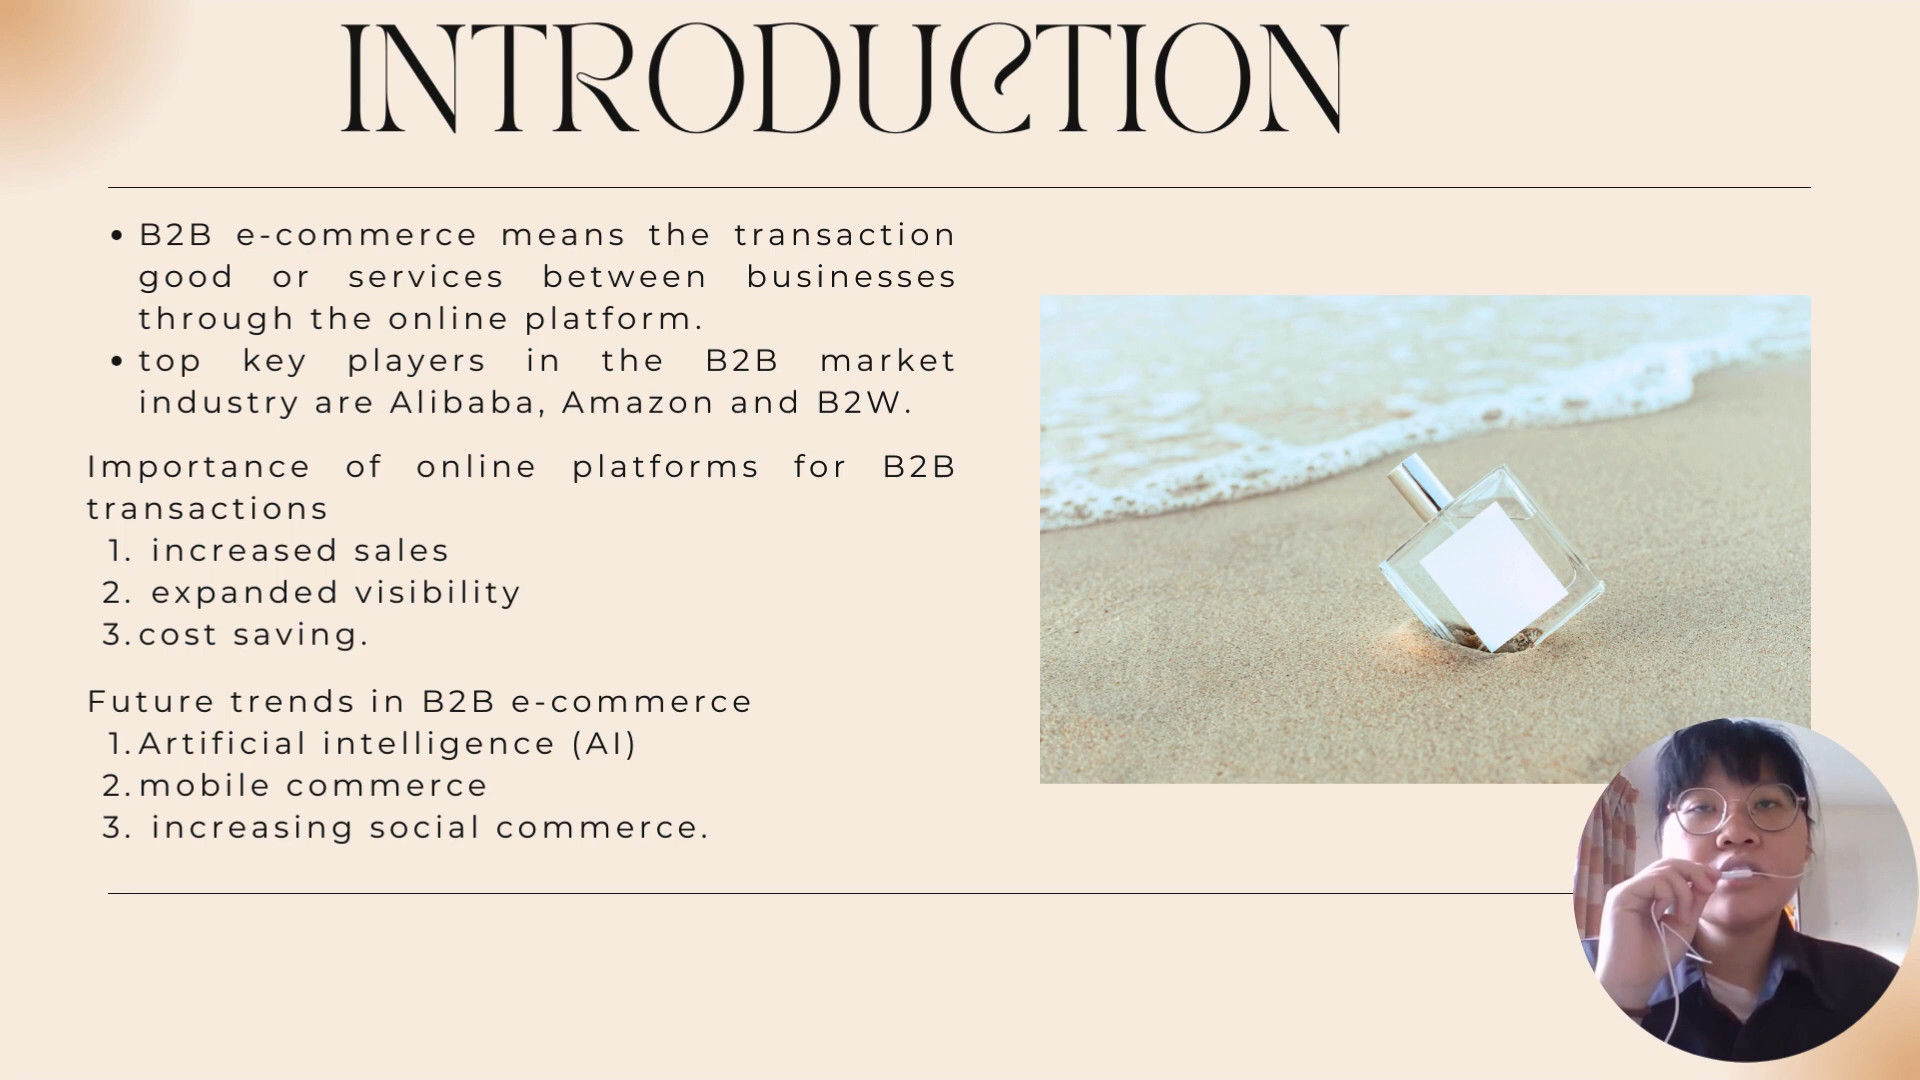 INTRODUCTION
• B2B e-commerce means the transaction
good or services between businesses
through the online platform.
• top key players in the B2B market
industry are Alibaba, Amazon and B2W.
Importance of online platforms for B2B
transactions
1. increased sales
2. expanded visibility
3. cost saving.
Future trends in B2B e-commerce
1. Artificial intelligence (AI)
2. mobile commerce
3. increasing social commerce.